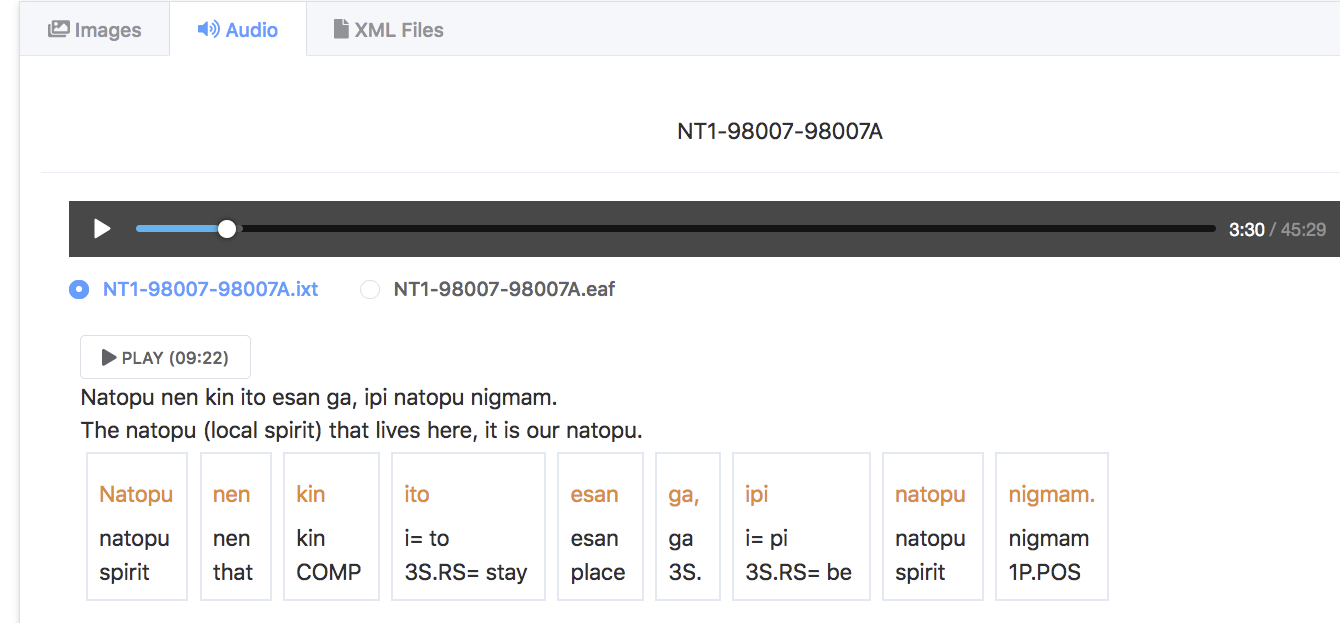 Images Audio XML Files
NT1-98007-98007A
3:30 / 45:29
NT1-98007-98007A.ixt NT1-98007-98007A.eaf
PLAY (09:22)
Natopu nen kin ito esan ga, ipi natopu nigmam.
The natopu (local spirit) that lives here, it is our natopu.
Natopu nen kin ito esan ga, ipi natopu nigmam.
natopu nen kin i= to esan ga i= pi natopu nigmam
spirit that COMP 3S.RS= stay place 3S. 3S.RS= be spirit 1P.POS